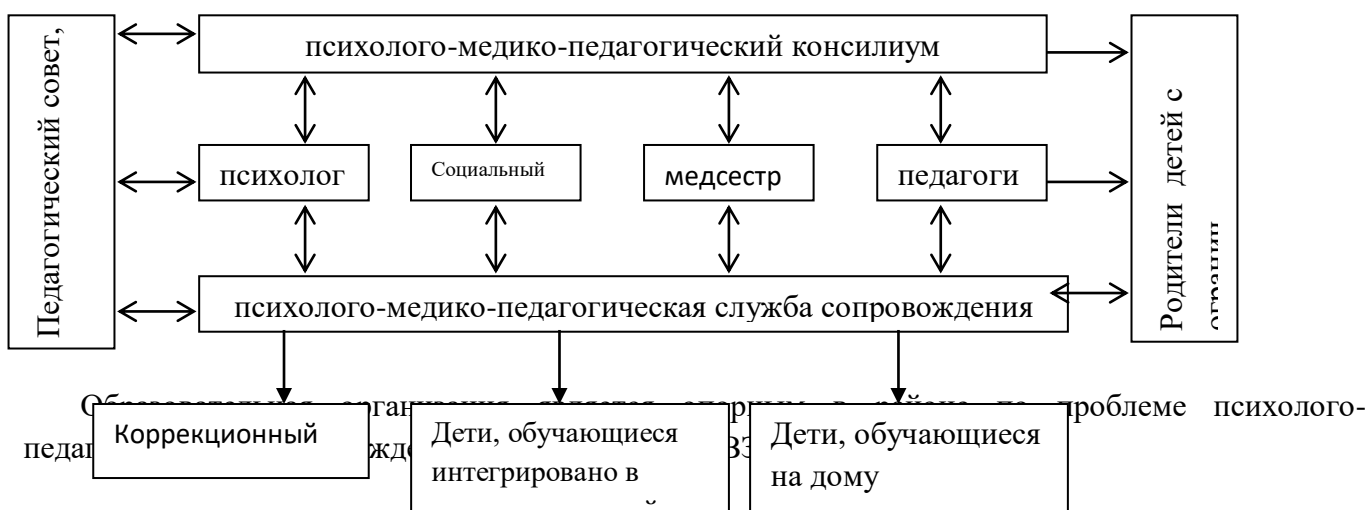 психолого-медико-педагогический консилиум
Педагогический совет,
Родители детей с
психолог
Социальный
медсестр
педагоги
психолого-медико-педагогическая служба сопровождения
проблеме психолого-
Коррекционный
Дети, обучающиеся
интегрировано в
Дети, обучающиеся
на дому